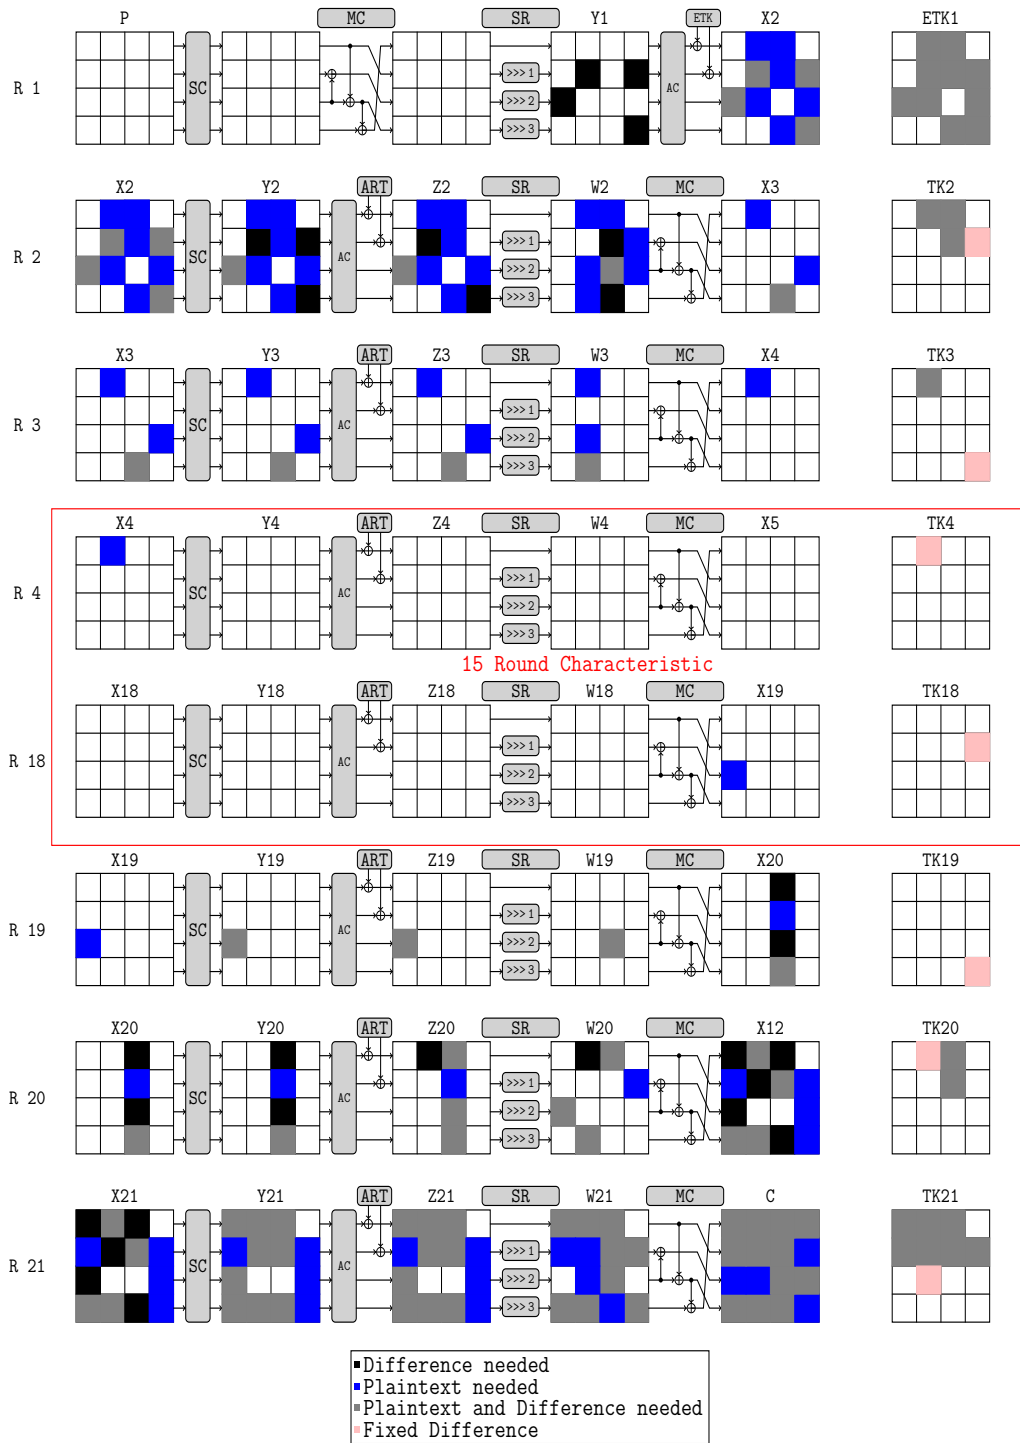 P MC SR Y1 ETK X2 ETK1
R 1 SC >>> 1 >>> 2 >>> 3 AC
X2 Y2 ART Z2 SR W2 MC X3 TK2
R 2 SC AC >>> 1 >>> 2 >>> 3
X3 Y3 ART Z3 SR W3 MC X4 TK3
R 3 SC AC >>> 1 >>> 2 >>> 3
X4 Y4 ART Z4 SR W4 MC X5 TK4
R 4 SC AC >>> 1 >>> 2 >>> 3
15 Round Characteristic
X18 Y18 ART Z18 SR W18 MC X19 TK18
R 18 SC AC >>> 1 >>> 2 >>> 3
X19 Y19 ART Z19 SR W19 MC X20 TK19
R 19 SC AC >>> 1 >>> 2 >>> 3
X20 Y20 ART Z20 SR W20 MC X12 TK20
R 20 SC AC >>> 1 >>> 2 >>> 3
X21 Y21 ART Z21 SR W21 MC C TK21
R 21 SC AC >>> 1 >>> 2 >>> 3
Difference needed
Plaintext needed
Plaintext and Difference needed
Fixed Difference